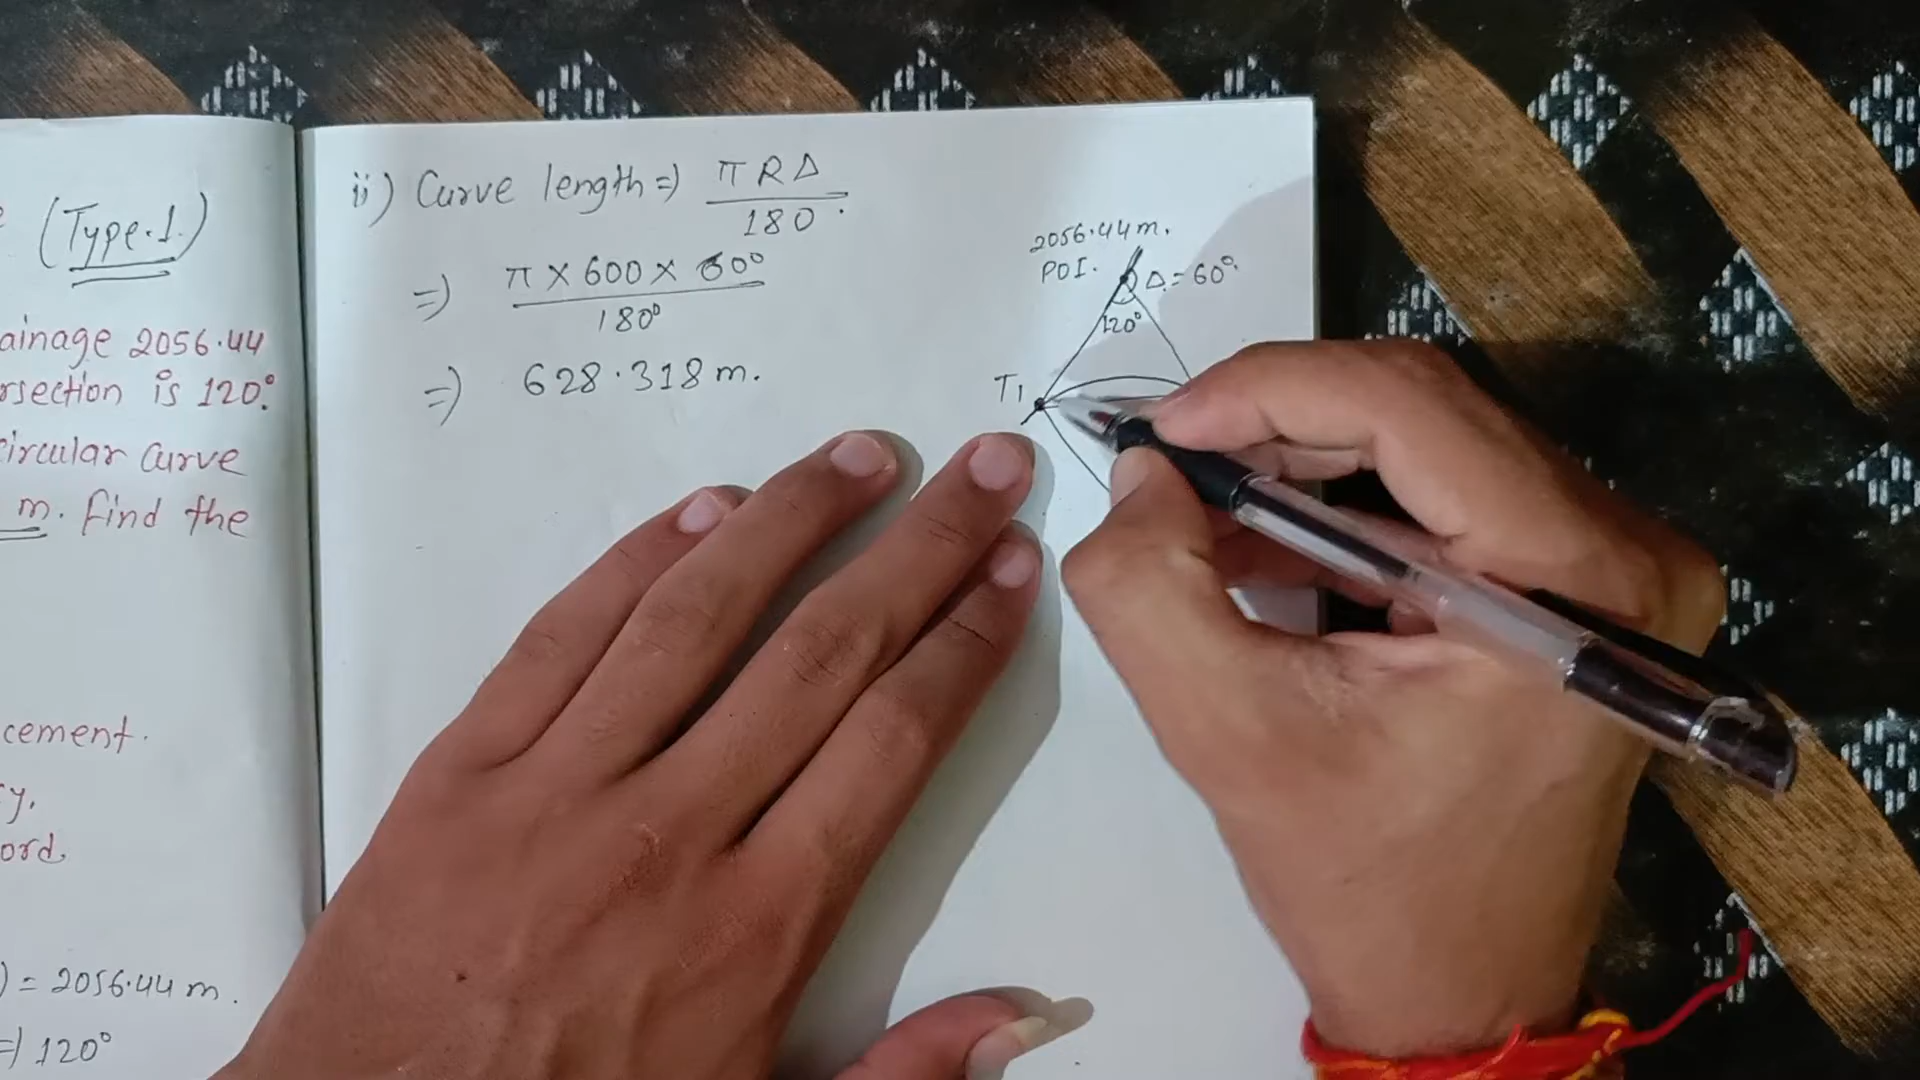 (Type.1)
ainage 2056.44
rsection is 120°.
circular curve
m. find the
cement.
y,
ord.
) = 2056.44 m.
=) 120°
ii) Curve length =) πRΔ
180.
=) π X 600 X 60°
180°
=) 628.318 m.
2056.44 m.
POI. Δ = 60°.
120°
T1